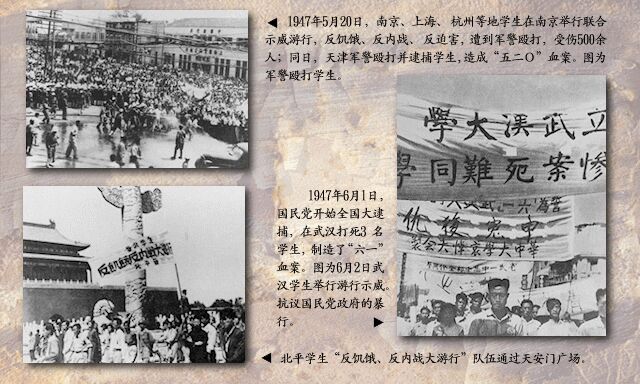 ◀ 1947年5月20日，南京、上海、杭州等地学生在南京举行联合
示威游行，反饥饿、反内战、反迫害，遭到军警殴打，受伤500余
人；同日，天津军警殴打并逮捕学生，造成“五二〇”血案。图为
军警殴打学生。
立武漢大學
慘案死難同學
1947年6月1日，
国民党开始全国大逮
捕，在武汉打死3 名
学生，制造了“六一”
血案。图为6月2日武
汉学生举行游行示威。
抗议国民党政府的暴
行。 ▶
◀ 北平学生“反饥饿、反内战大游行”队伍通过天安门广场。